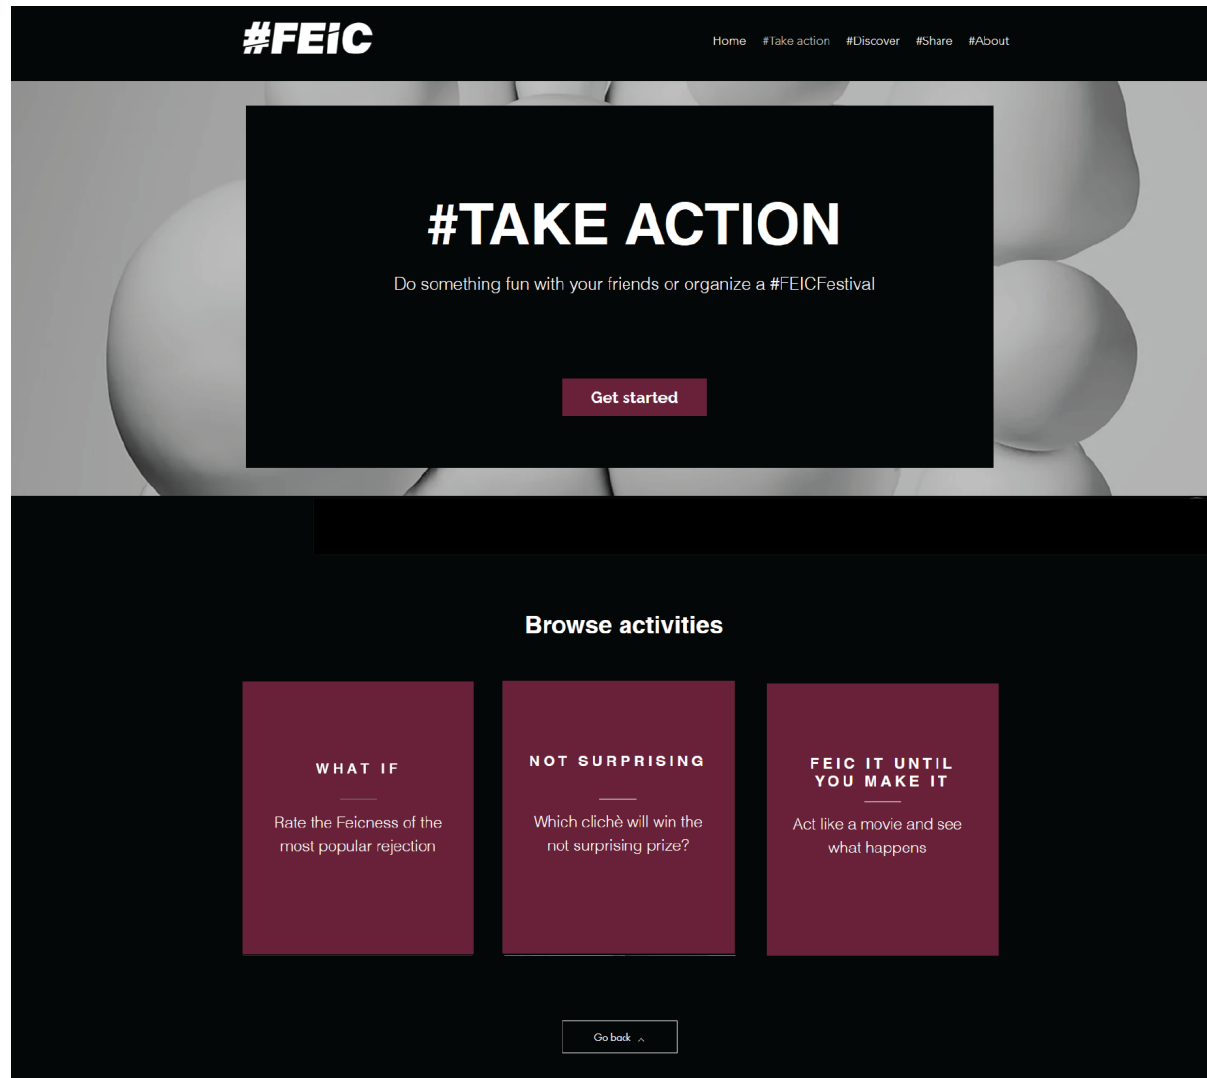 #FEiC
Home #Take action #Discover #Share #About
#TAKE ACTION
Do something fun with your friends or organize a #FEICFestival
Get started
Browse activities
WHAT IF
Rate the Feicness of the
most popular rejection
NOT SURPRISING
Which clichè will win the
not surprising prize?
FEIC IT UNTIL
YOU MAKE IT
Act like a movie and see
what happens
Go back